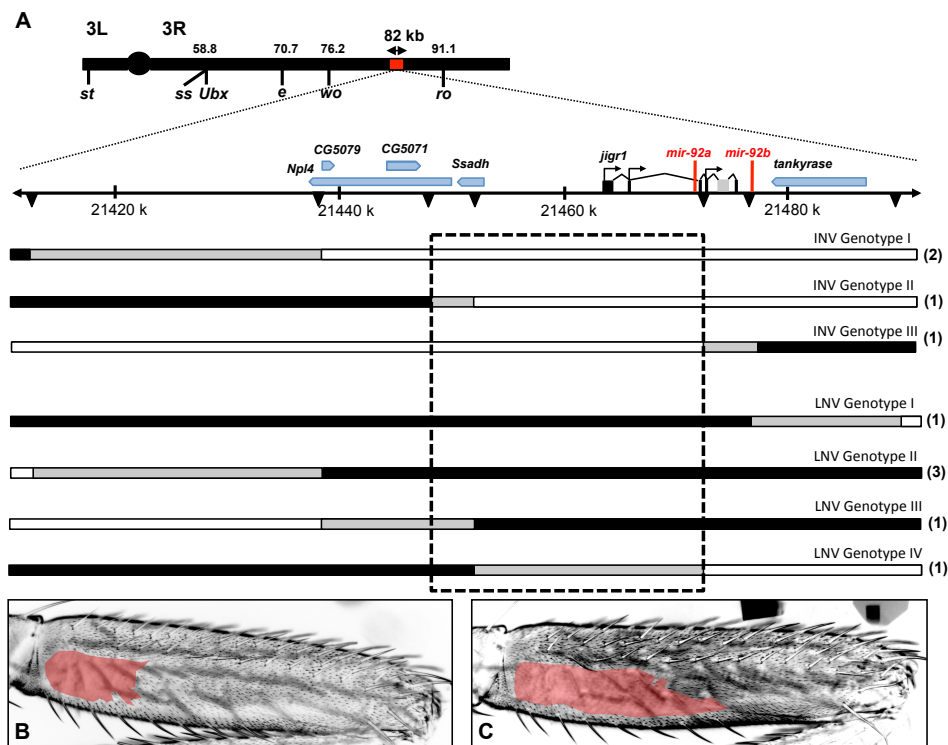 A
3L 3R 82 kb
58.8 70.7 76.2 91.1
st ss Ubx e wo ro
CG5079 CG5071
Npl4 Ssadh jigr1 mir-92a mir-92b tankyrase
21420 k 21440 k 21460 k 21480 k
INV Genotype I
(2)
INV Genotype II
(1)
INV Genotype III
(1)
LNV Genotype I
(1)
LNV Genotype II
(3)
LNV Genotype III
(1)
LNV Genotype IV
(1)
B C